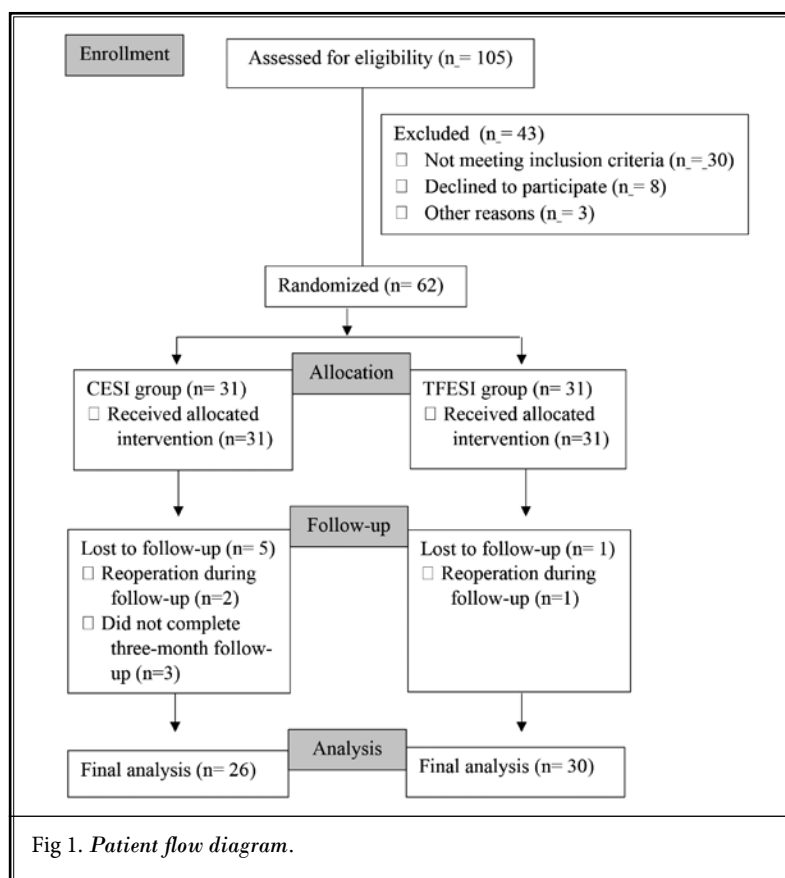 Enrollment
Assessed for eligibility (n = 105)
Excluded (n = 43)
□ Not meeting inclusion criteria (n = 30)
□ Declined to participate (n = 8)
□ Other reasons (n = 3)
Randomized (n= 62)
Allocation
CESI group (n= 31)
□ Received allocated
intervention (n=31)
TFESI group (n= 31)
□ Received allocated
intervention (n=31)
Follow-up
Lost to follow-up (n= 5)
□ Reoperation during
follow-up (n=2)
□ Did not complete
three-month follow-
up (n=3)
Lost to follow-up (n= 1)
□ Reoperation during
follow-up (n=1)
Analysis
Final analysis (n= 26)
Final analysis (n= 30)
Fig 1. Patient flow diagram.